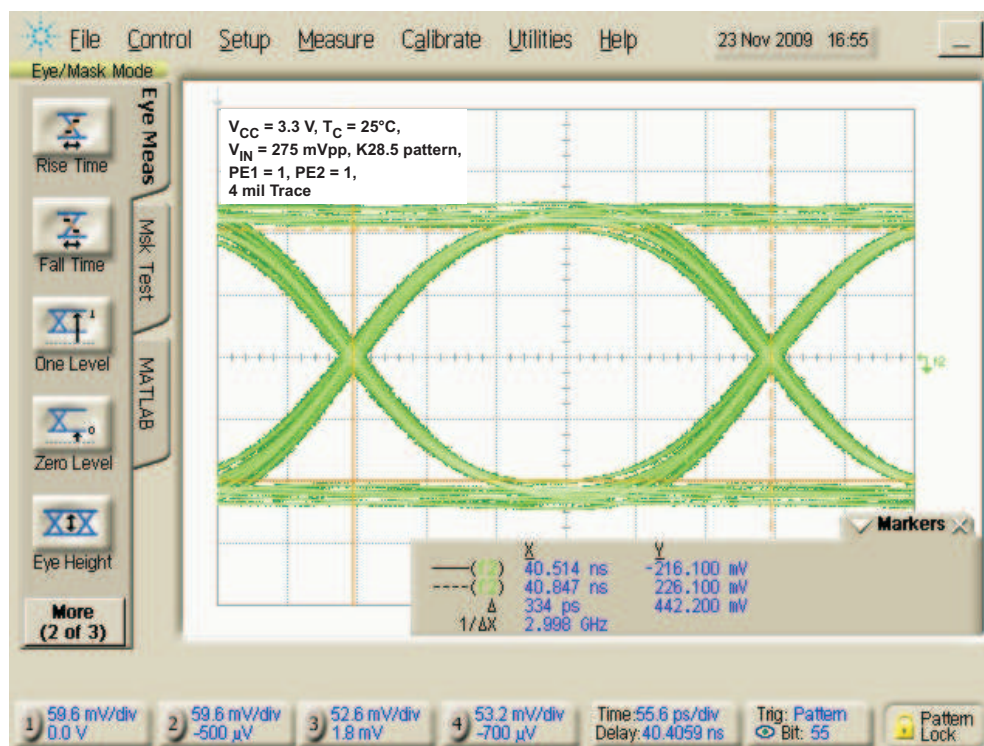 File Control Setup Measure Calibrate Utilities Help 23 Nov 2009 16:55
Eye/Mask Mode
Eye Meas
Msk Test
MATLAB
Rise Time
Fall Time
One Level
Zero Level
Eye Height
More
(2 of 3)
VCC = 3.3 V, TC = 25°C,
VIN = 275 mVpp, K28.5 pattern,
PE1 = 1, PE2 = 1,
4 mil Trace
f2
Markers
X Y
——(f2) 40.514 ns -216.100 mV
----(f2) 40.847 ns 226.100 mV
Δ 334 ps 442.200 mV
1/ΔX 2.998 GHz
1) 59.6 mV/div
0.0 V
2) 59.6 mV/div
-500 µV
3) 52.6 mV/div
1.8 mV
4) 53.2 mV/div
-700 µV
Time:55.6 ps/div
Delay:40.4059 ns
Trig: Pattern
Bit: 55
Pattern
Lock